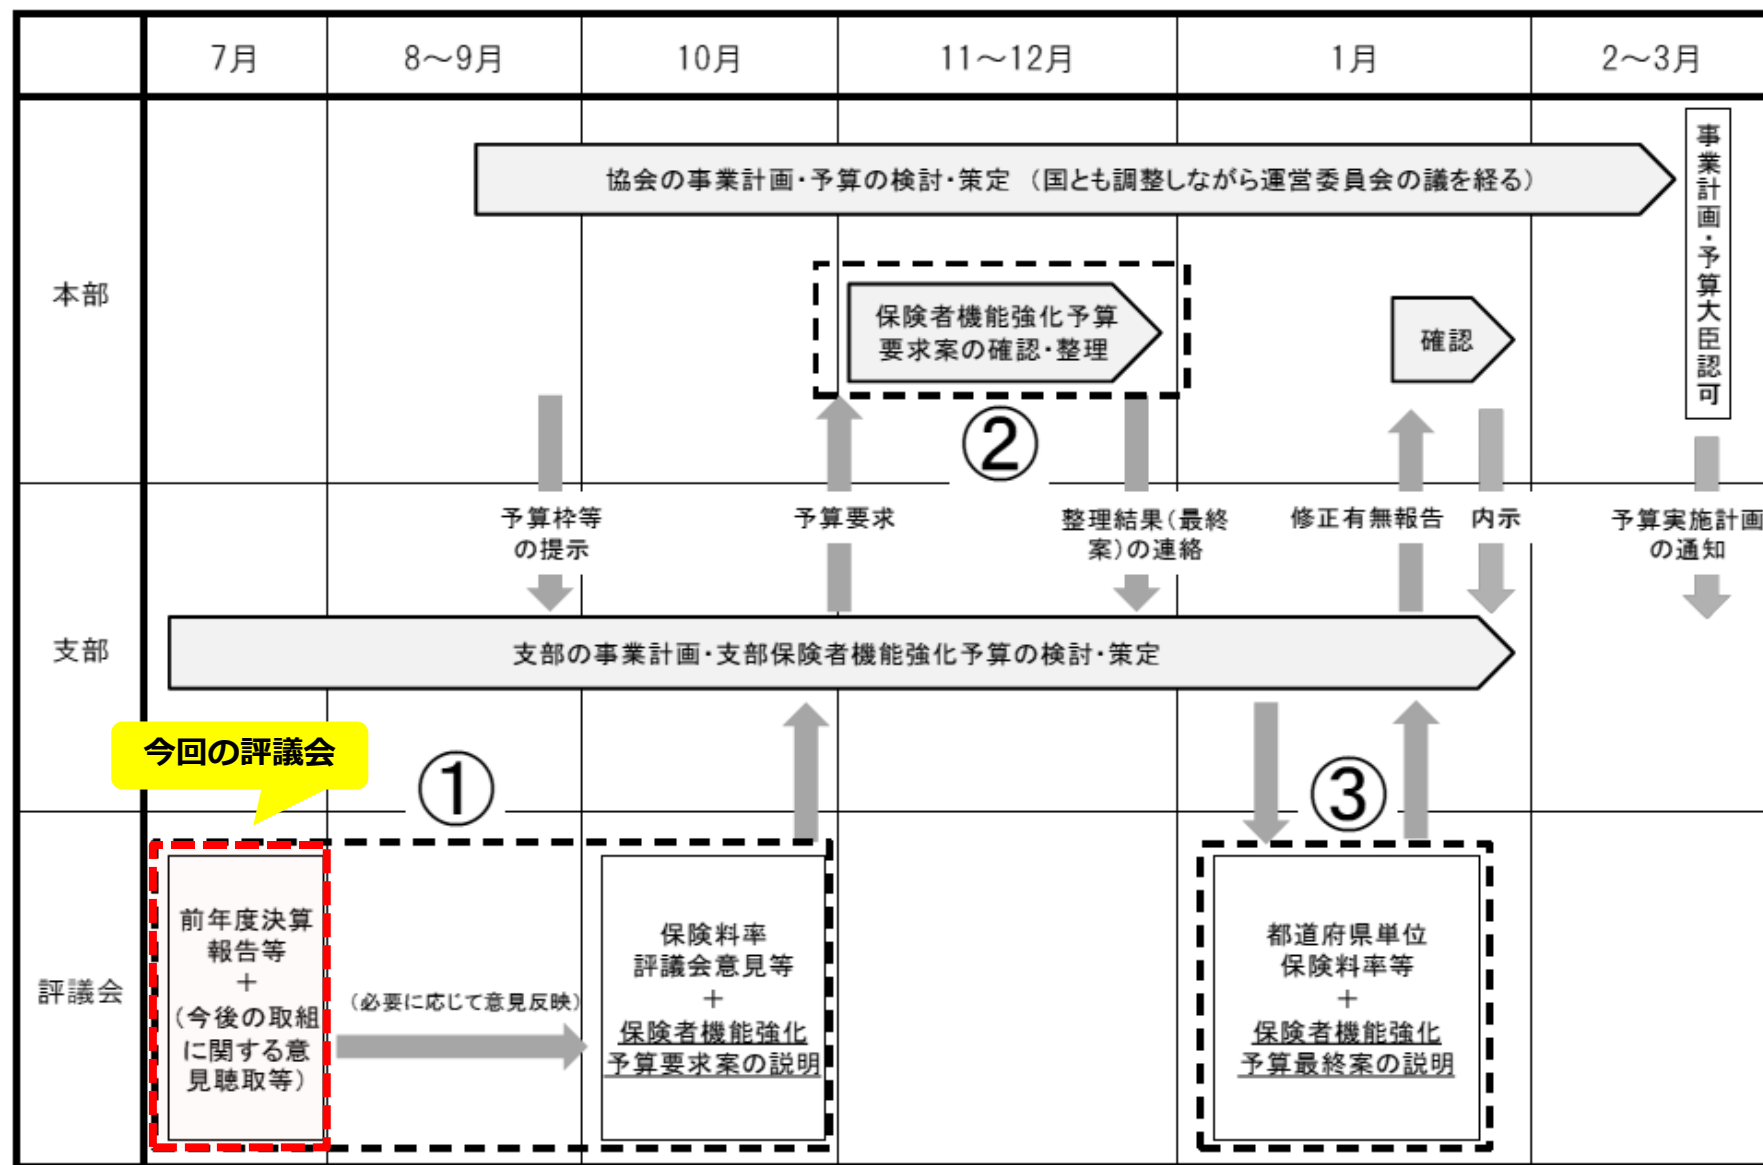 7月
8～9月
10月
11～12月
1月
2～3月
本部
協会の事業計画・予算の検討・策定 (国とも調整しながら運営委員会の議を経る)
事業計画・予算大臣認可
保険者機能強化予算
要求案の確認・整理
確認
②
予算枠等
の提示
予算要求
整理結果(最終
案)の連絡
修正有無報告
内示
予算実施計画
の通知
支部
支部の事業計画・支部保険者機能強化予算の検討・策定
今回の評議会
①
③
評議会
前年度決算
報告等
＋
(今後の取組
に関する意
見聴取等)
(必要に応じて意見反映)
保険料率
評議会意見等
＋
保険者機能強化
予算要求案の説明
都道府県単位
保険料率等
＋
保険者機能強化
予算最終案の説明